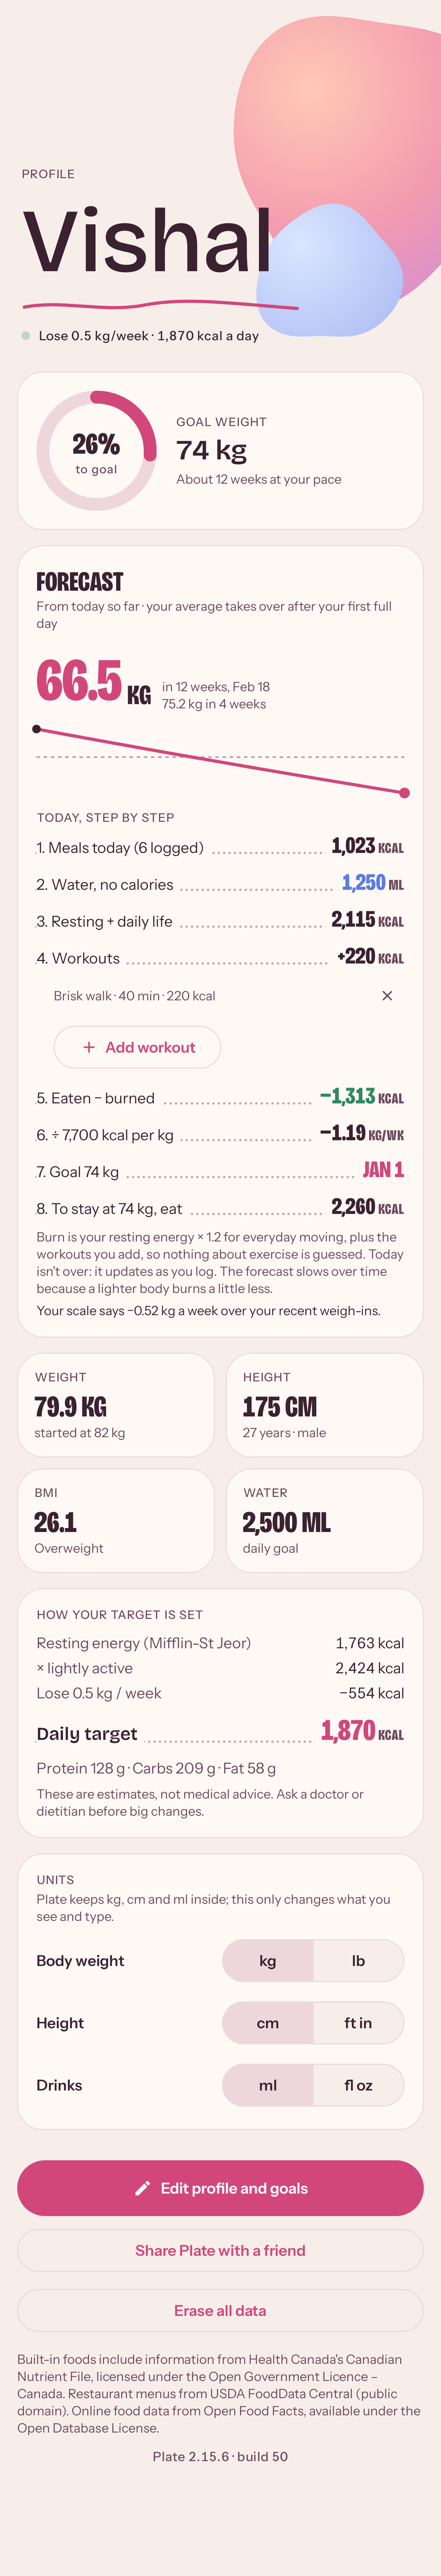 PROFILE
Vishal
Lose 0.5 kg/week · 1,870 kcal a day
26%
to goal
GOAL WEIGHT
74 kg
About 12 weeks at your pace
FORECAST
From today so far · your average takes over after your first full
day
66.5 KG
in 12 weeks, Feb 18
75.2 kg in 4 weeks
TODAY, STEP BY STEP
1. Meals today (6 logged) 1,023 KCAL
2. Water, no calories 1,250 ML
3. Resting + daily life 2,115 KCAL
4. Workouts +220 KCAL
Brisk walk · 40 min · 220 kcal
Add workout
5. Eaten − burned −1,313 KCAL
6. ÷ 7,700 kcal per kg −1.19 KG/WK
7. Goal 74 kg JAN 1
8. To stay at 74 kg, eat 2,260 KCAL
Burn is your resting energy × 1.2 for everyday moving, plus the
workouts you add, so nothing about exercise is guessed. Today
isn't over: it updates as you log. The forecast slows over time
because a lighter body burns a little less.
Your scale says −0.52 kg a week over your recent weigh-ins.
WEIGHT
79.9 KG
started at 82 kg
HEIGHT
175 CM
27 years · male
BMI
26.1
Overweight
WATER
2,500 ML
daily goal
HOW YOUR TARGET IS SET
Resting energy (Mifflin-St Jeor) 1,763 kcal
× lightly active 2,424 kcal
Lose 0.5 kg / week −554 kcal
Daily target 1,870 KCAL
Protein 128 g · Carbs 209 g · Fat 58 g
These are estimates, not medical advice. Ask a doctor or
dietitian before big changes.
UNITS
Plate keeps kg, cm and ml inside; this only changes what you
see and type.
Body weight kg lb
Height cm ft in
Drinks ml fl oz
Edit profile and goals
Share Plate with a friend
Erase all data
Built-in foods include information from Health Canada's Canadian
Nutrient File, licensed under the Open Government Licence –
Canada. Restaurant menus from USDA FoodData Central (public
domain). Online food data from Open Food Facts, available under the
Open Database License.
Plate 2.15.6 · build 50